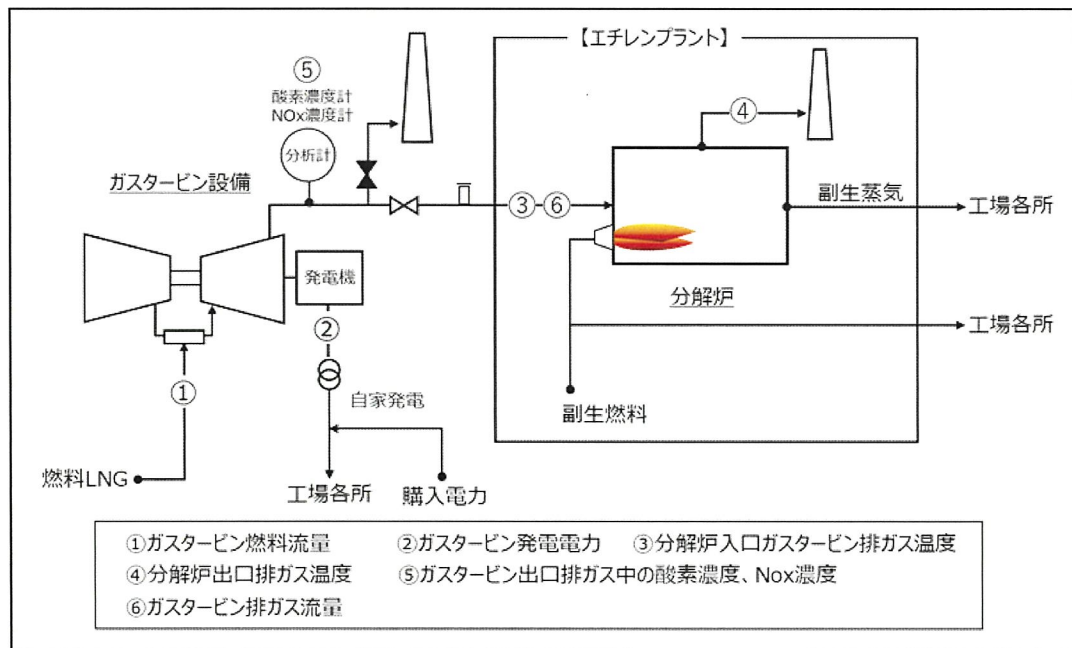 【エチレンプラント】
⑤
酸素濃度計
NOx濃度計
分析計
ガスタービン設備
④
③
⑥
副生蒸気
工場各所
発電機
分解炉
②
工場各所
①
自家発電
副生燃料
燃料LNG
工場各所
購入電力
①ガスタービン燃料流量 ②ガスタービン発電電力 ③分解炉入口ガスタービン排ガス温度
④分解炉出口排ガス温度 ⑤ガスタービン出口排ガス中の酸素濃度、Nox濃度
⑥ガスタービン排ガス流量